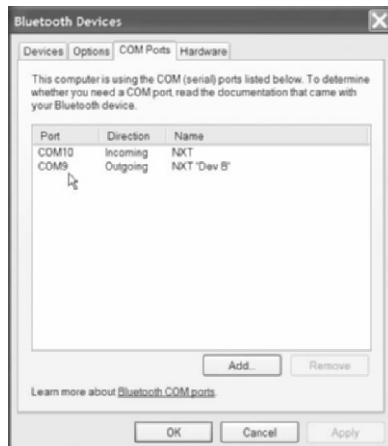 Bluetooth Devices
Devices Options COM Ports Hardware
This computer is using the COM (serial) ports listed below. To determine
whether you need a COM port, read the documentation that came with
your Bluetooth device.
Port Direction Name
COM10 Incoming NXT
COM9 Outgoing NXT 'Dev B'
Add... Remove
Learn more about Bluetooth COM ports.
OK Cancel Apply